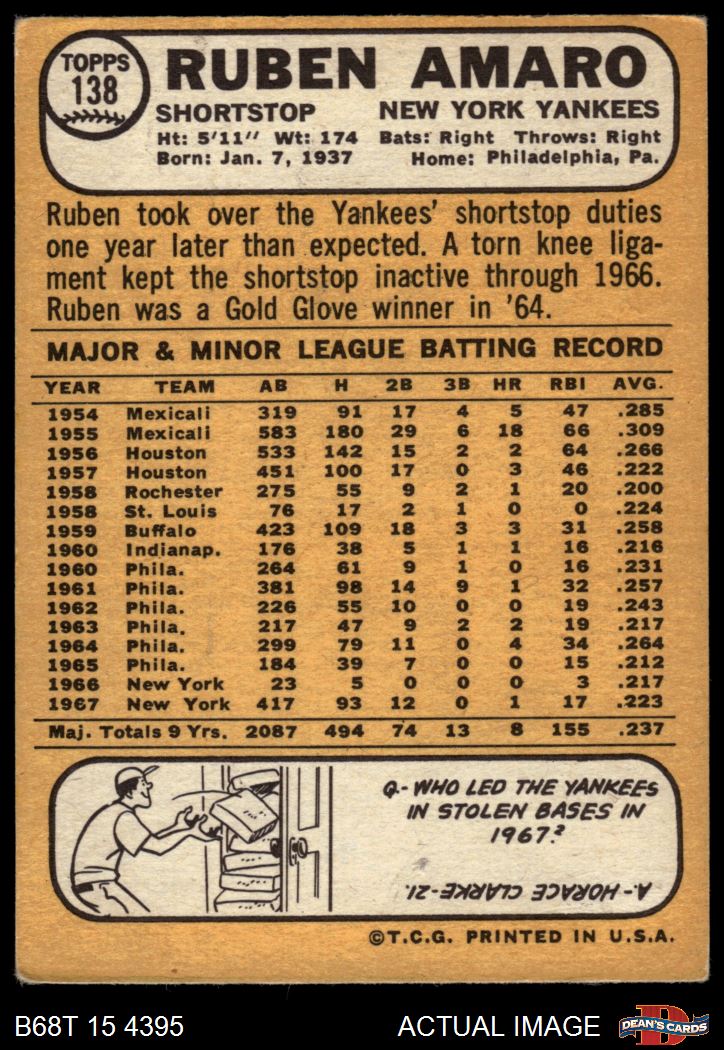 TOPPS
138
RUBEN AMARO
SHORTSTOP NEW YORK YANKEES
Ht: 5'11" Wt: 174 Bats: Right Throws: Right
Born: Jan. 7, 1937 Home: Philadelphia, Pa.
Ruben took over the Yankees' shortstop duties
one year later than expected. A torn knee liga-
ment kept the shortstop inactive through 1966.
Ruben was a Gold Glove winner in '64.
MAJOR & MINOR LEAGUE BATTING RECORD
YEAR TEAM AB H 2B 3B HR RBI AVG.
1954 Mexicali 319 91 17 4 5 47 .285
1955 Mexicali 583 180 29 6 18 66 .309
1956 Houston 533 142 15 2 2 64 .266
1957 Houston 451 100 17 0 3 46 .222
1958 Rochester 275 55 9 2 1 20 .200
1958 St. Louis 76 17 2 1 0 0 .224
1959 Buffalo 423 109 18 3 3 31 .258
1960 Indianap. 176 38 5 1 1 16 .216
1960 Phila. 264 61 9 1 0 16 .231
1961 Phila. 381 98 14 9 1 32 .257
1962 Phila. 226 55 10 0 0 19 .243
1963 Phila. 217 47 9 2 2 19 .217
1964 Phila. 299 79 11 0 4 34 .264
1965 Phila. 184 39 7 0 0 15 .212
1966 New York 23 5 0 0 0 3 .217
1967 New York 417 93 12 0 1 17 .223
Maj. Totals 9 Yrs. 2087 494 74 13 8 155 .237
Q.- WHO LED THE YANKEES
IN STOLEN BASES IN
1967?
A.- HORACE CLARKE-21.
©T.C.G. PRINTED IN U.S.A.
B68T 15 4395 ACTUAL IMAGE
D
DEAN'S CARDS